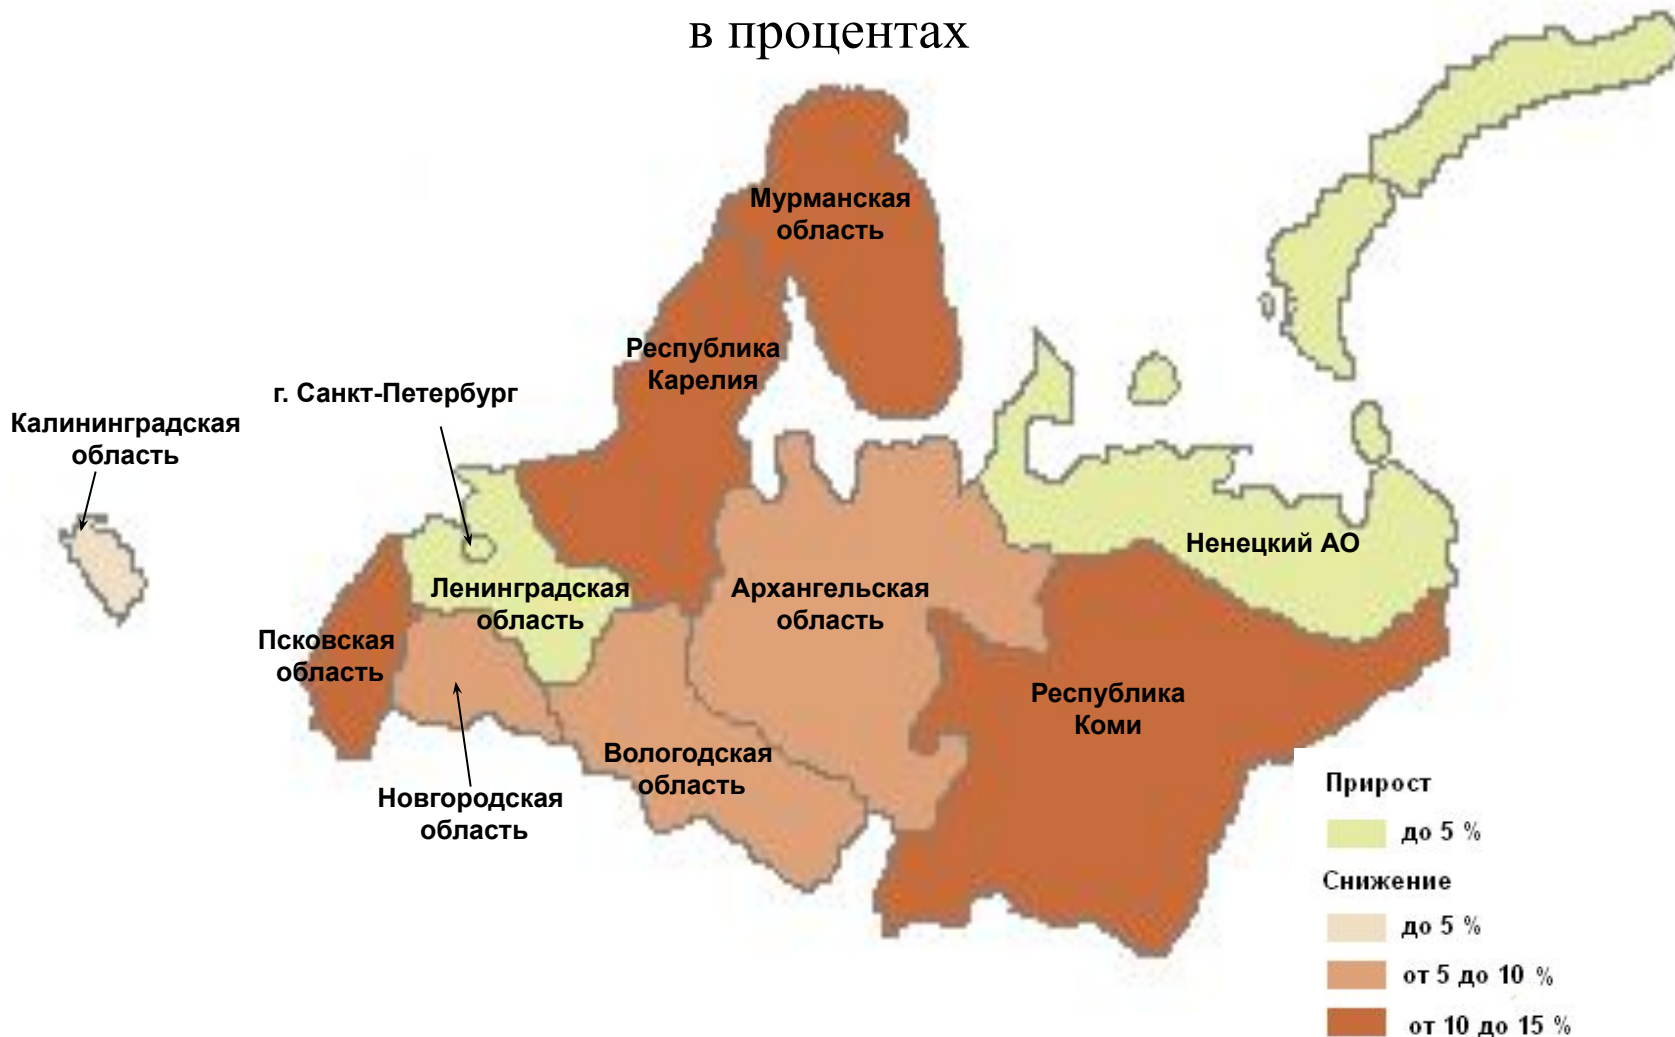 в процентах
Мурманская
область
Республика
Карелия
г. Санкт-Петербург
Калининградская
область
Ненецкий АО
Ленинградская
область
Архангельская
область
Псковская
область
Республика
Коми
Вологодская
область
Новгородская
область
Прирост
до 5 %
Снижение
до 5 %
от 5 до 10 %
от 10 до 15 %